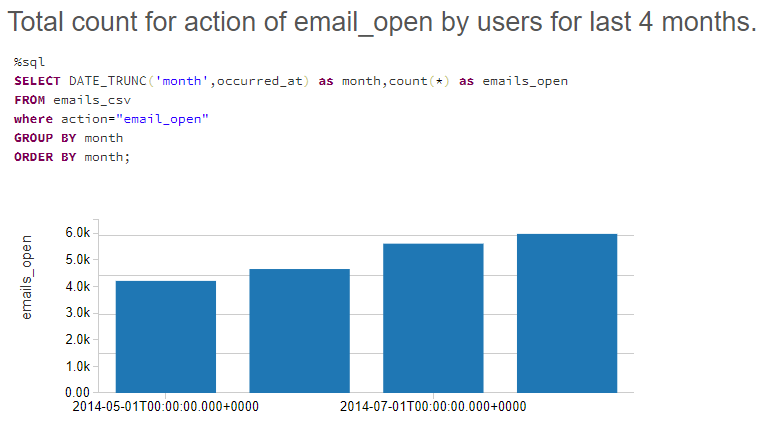 Total count for action of email_open by users for last 4 months.
%sql
SELECT DATE_TRUNC('month',occurred_at) as month,count(*) as emails_open
FROM emails_csv
where action="email_open"
GROUP BY month
ORDER BY month;
emails_open
6.0k
5.0k
4.0k
3.0k
2.0k
1.0k
0.00
2014-05-01T00:00:00.000+0000 2014-07-01T00:00:00.000+0000